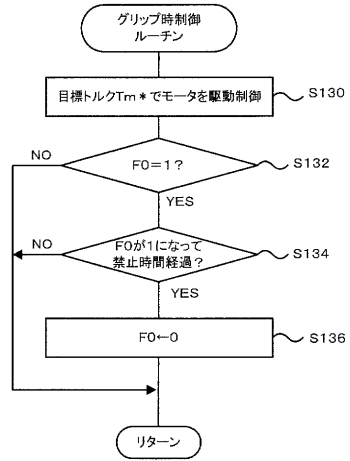 グリップ時制御
ルーチン
目標トルクTm*でモータを駆動制御
S130
NO
F0=1?
S132
YES
NO
F0が1になって
禁止時間経過?
S134
YES
F0←0
S136
リターン